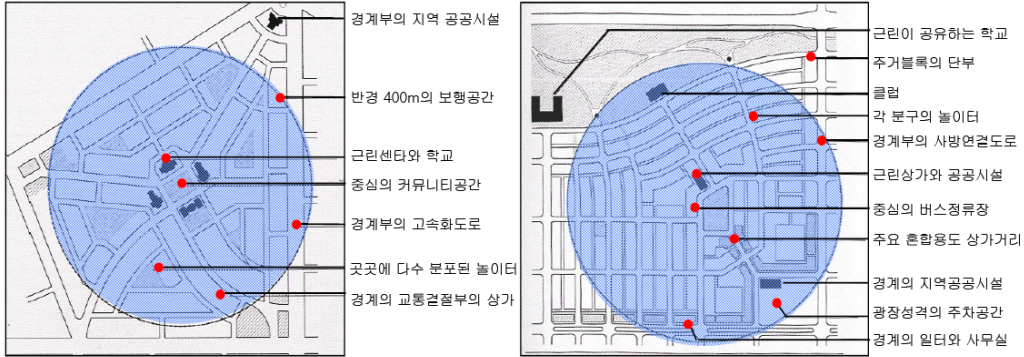 경계부의 지역 공공시설
반경 400m의 보행공간
근린센타와 학교
중심의 커뮤니티공간
경계부의 고속화도로
곳곳에 다수 분포된 놀이터
경계의 교통결절부의 상가
근린이 공유하는 학교
주거블록의 단부
클럽
각 분구의 놀이터
경계부의 사방연결도로
근린상가와 공공시설
중심의 버스정류장
주요 혼합용도 상가거리
경계의 지역공공시설
광장성격의 주차공간
경계의 일터와 사무실